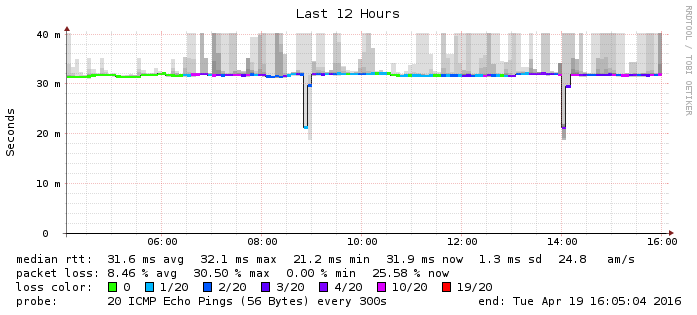 Last 12 Hours
RRDTOOL / TOBI OETIKER
Seconds
40 m
30 m
20 m
10 m
0
06:00 08:00 10:00 12:00 14:00 16:00
median rtt: 31.6 ms avg 32.1 ms max 21.2 ms min 31.9 ms now 1.3 ms sd 24.8 am/s
packet loss: 8.46 % avg 30.50 % max 0.00 % min 25.58 % now
loss color: 0 1/20 2/20 3/20 4/20 10/20 19/20
probe: 20 ICMP Echo Pings (56 Bytes) every 300s end: Tue Apr 19 16:05:04 2016